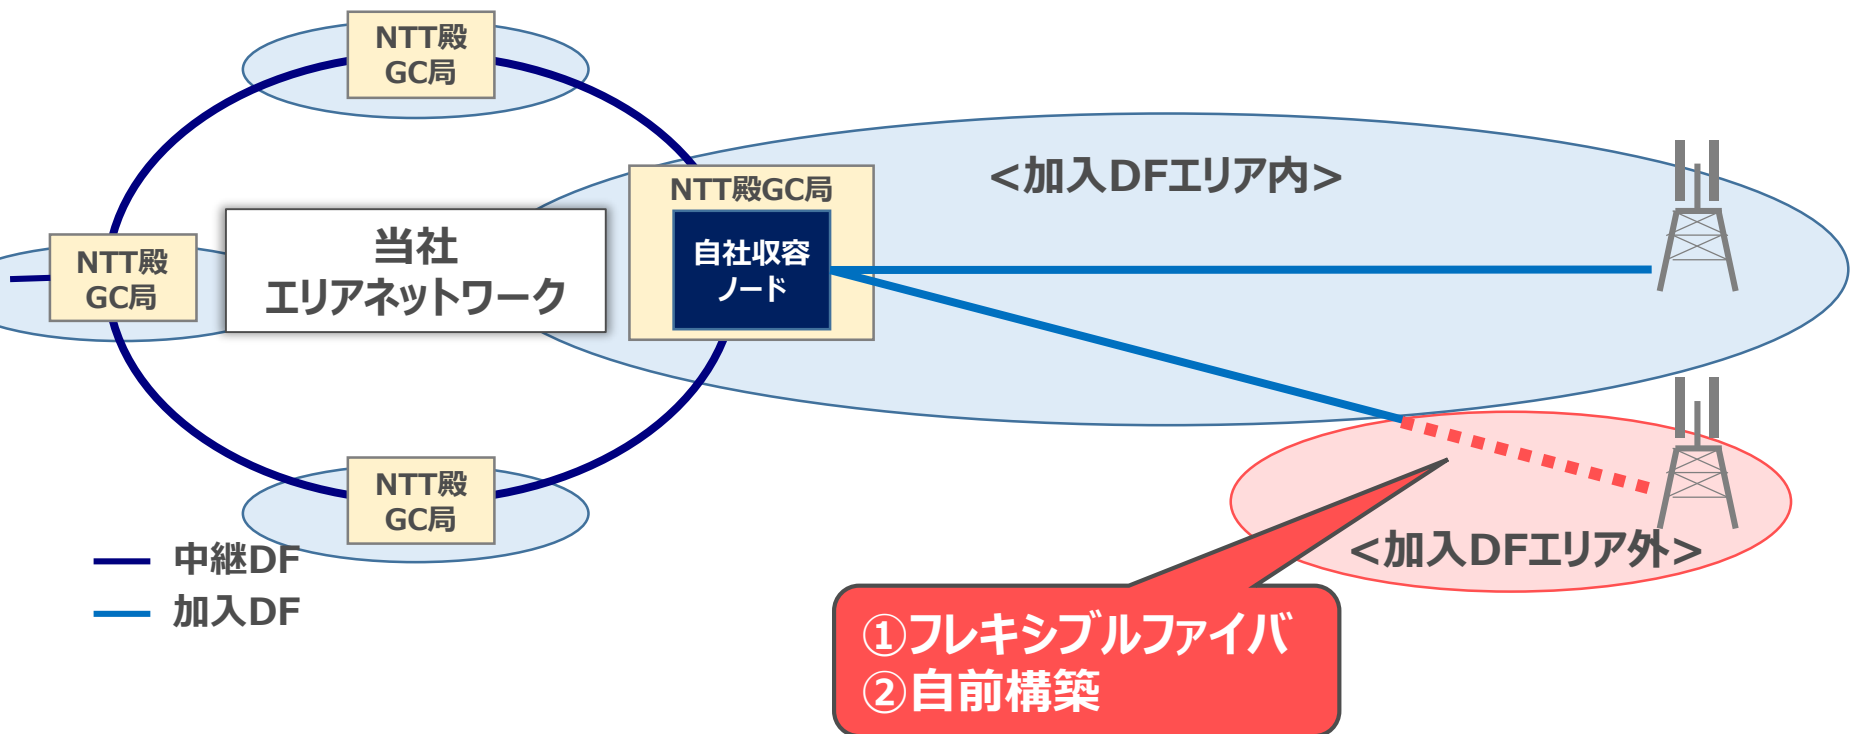 NTT殿
GC局
<加入DFエリア内>
NTT殿GC局
自社収容
ノード
当社
エリアネットワーク
NTT殿
GC局
NTT殿
GC局
<加入DFエリア外>
中継DF
加入DF
①フレキシブルファイバ
②自前構築